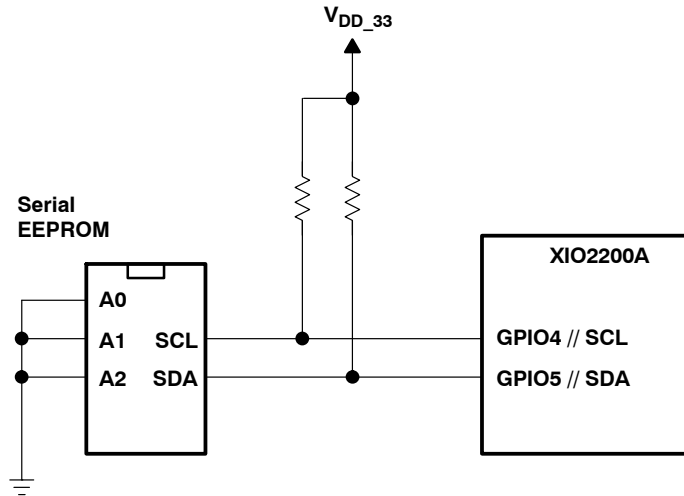 VDD_33
Serial
EEPROM
XIO2200A
A0
A1 SCL
A2 SDA
GPIO4 // SCL
GPIO5 // SDA